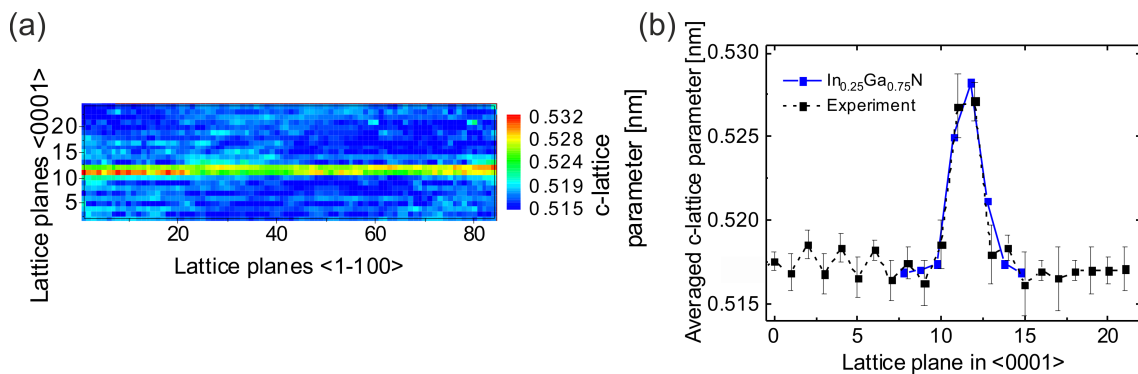 (a)
Lattice planes <0001>
20
15
10
5
20
40
60
80
Lattice planes <1-100>
0.532
0.528
0.524
0.519
0.515
c-lattice
parameter [nm]
(b)
Averaged c-lattice parameter [nm]
0.530
0.525
0.520
0.515
In0.25Ga0.75N
Experiment
0
5
10
15
20
Lattice plane in <0001>